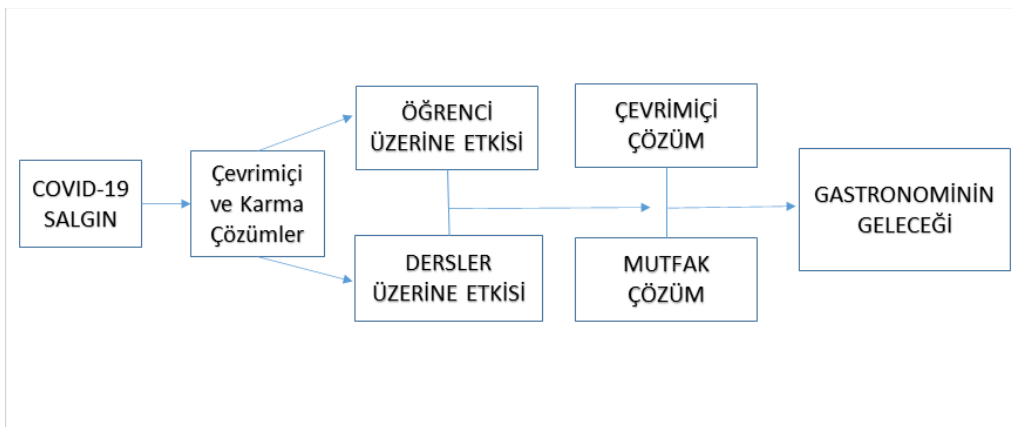 COVID-19
SALGIN
Çevrimiçi
ve Karma
Çözümler
ÖĞRENCİ
ÜZERİNE ETKİSİ
DERSLER
ÜZERİNE ETKİSİ
ÇEVRİMİÇİ
ÇÖZÜM
MUTFAK
ÇÖZÜM
GASTRONOMİNİN
GELECEĞİ